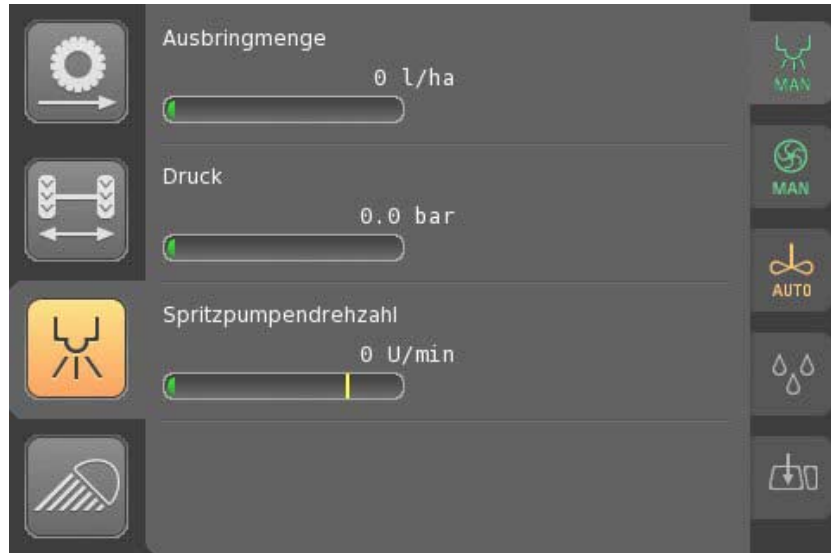 Ausbringmenge
0 l/ha
MAN
Druck
0.0 bar
MAN
Spritzpumpendrehzahl
0 U/min
AUTO